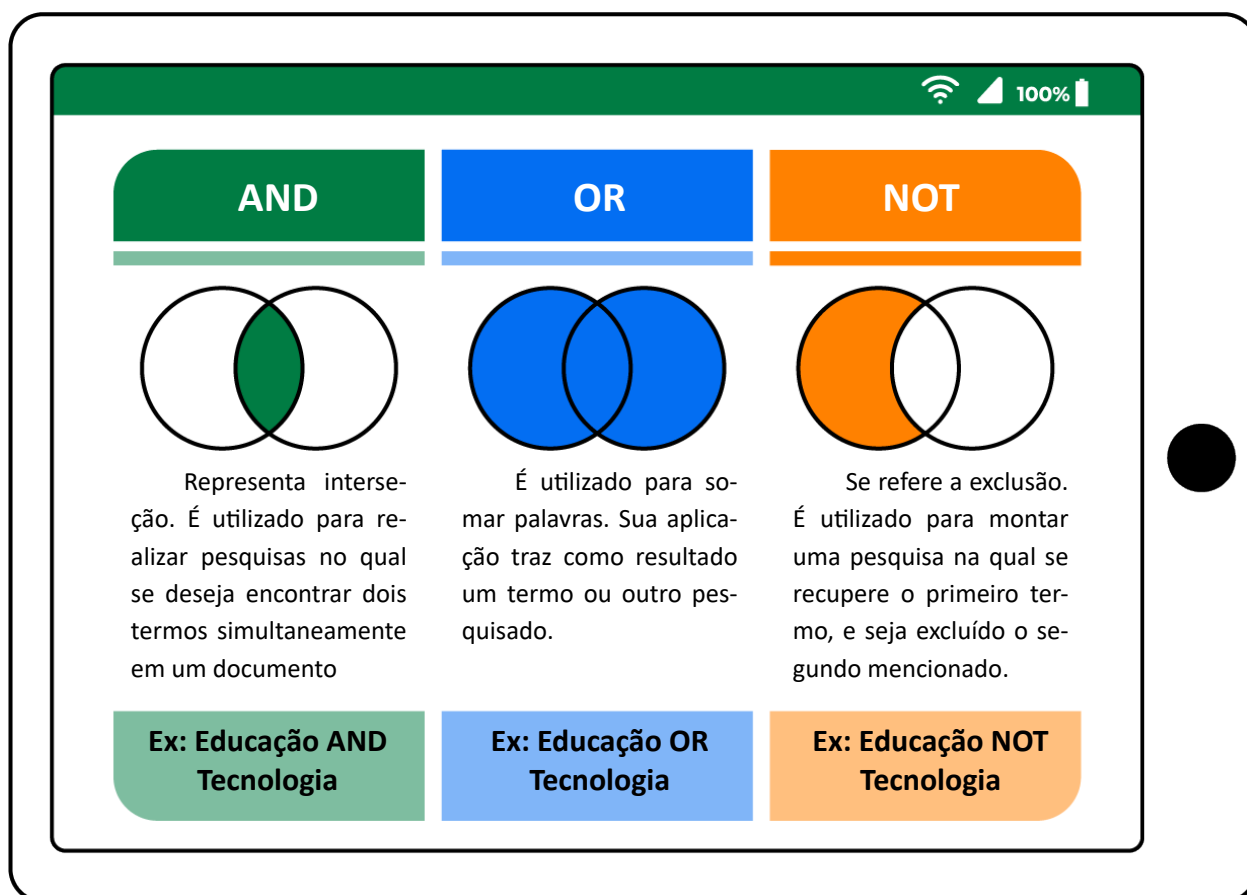 100%
AND
Representa interse-
ção. É utilizado para re-
alizar pesquisas no qual
se deseja encontrar dois
termos simultaneamente
em um documento
Ex: Educação AND
Tecnologia
OR
É utilizado para so-
mar palavras. Sua aplica-
ção traz como resultado
um termo ou outro pes-
quisado.
Ex: Educação OR
Tecnologia
NOT
Se refere a exclusão.
É utilizado para montar
uma pesquisa na qual se
recupere o primeiro ter-
mo, e seja excluído o se-
gundo mencionado.
Ex: Educação NOT
Tecnologia